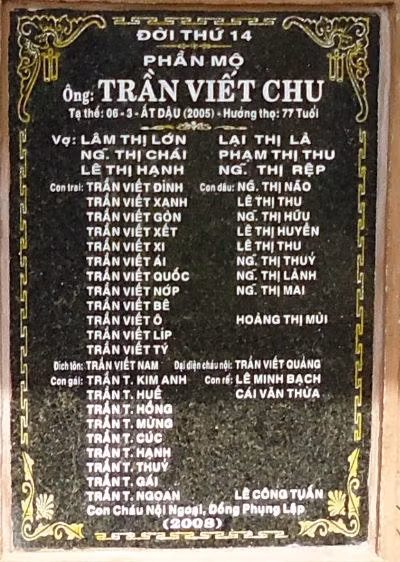 ĐỜI THỨ 14
PHẦN MỘ
Ông: TRẦN VIẾT CHU
Tạ thế: 06 - 3 - ẤT DẬU (2005) - Hưởng thọ: 77 Tuổi
Vợ: LÂM THỊ LỚN LẠI THỊ LẢ
NG. THỊ CHÁI PHẠM THỊ THU
LÊ THỊ HẠNH NG. THỊ RẸP
Con trai: TRẦN VIẾT ĐỈNH Con dâu: NG. THỊ NÁO
TRẦN VIẾT XANH LÊ THỊ THU
TRẦN VIẾT GÒN NG. THỊ HỮU
TRẦN VIẾT XÉT LÊ THỊ HUYỀN
TRẦN VIẾT XI LÊ THỊ THU
TRẦN VIẾT ÁI NG. THỊ THUÝ
TRẦN VIẾT QUỐC NG. THỊ LÀNH
TRẦN VIẾT NỚP NG. THỊ MAI
TRẦN VIẾT BÊ
TRẦN VIẾT Ô HOÀNG THỊ MÙI
TRẦN VIẾT LÍP
TRẦN VIẾT TÝ
Đích tôn: TRẦN VIẾT NAM Đại diện cháu nội: TRẦN VIẾT QUẢNG
Con gái: TRẦN T. KIM ANH Con rể: LÊ MINH BẠCH
TRẦN T. HUẾ CÁI VĂN THỪA
TRẦN T. HỒNG
TRẦN T. MỪNG
TRẦN T. CÚC
TRẦN T. HẠNH
TRẦN T. THUÝ
TRẦN T. GÁI
TRẦN T. NGOAN LÊ CÔNG TUẤN
Con Cháu Nội Ngoại, Đồng Phụng Lập
(2008)